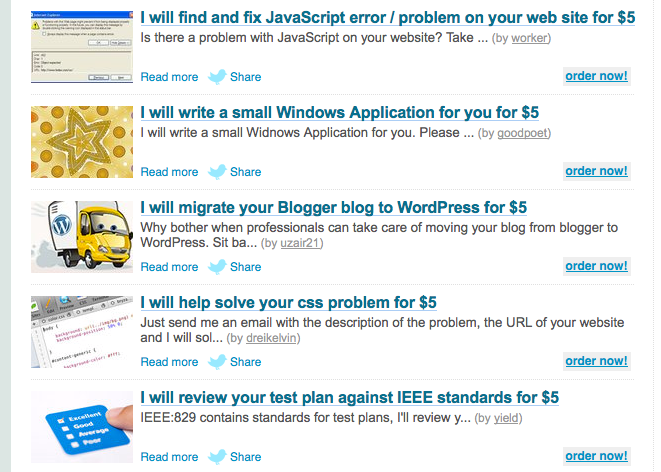 I will find and fix JavaScript error / problem on your web site for $5
Is there a problem with JavaScript on your website? Take ... (by worker)
Read more Share order now!
I will write a small Windows Application for you for $5
I will write a small Widnows Application for you. Please ... (by goodpoet)
Read more Share order now!
I will migrate your Blogger blog to WordPress for $5
Why bother when professionals can take care of moving your blog from blogger to
WordPress. Sit ba... (by uzair21)
Read more Share order now!
I will help solve your css problem for $5
Just send me an email with the description of the problem, the URL of your website
and I will sol... (by dreikelvin)
Read more Share order now!
I will review your test plan against IEEE standards for $5
Excellent
Good
Average
Poor
IEEE:829 contains standards for test plans, I'll review y... (by yield)
Read more Share order now!